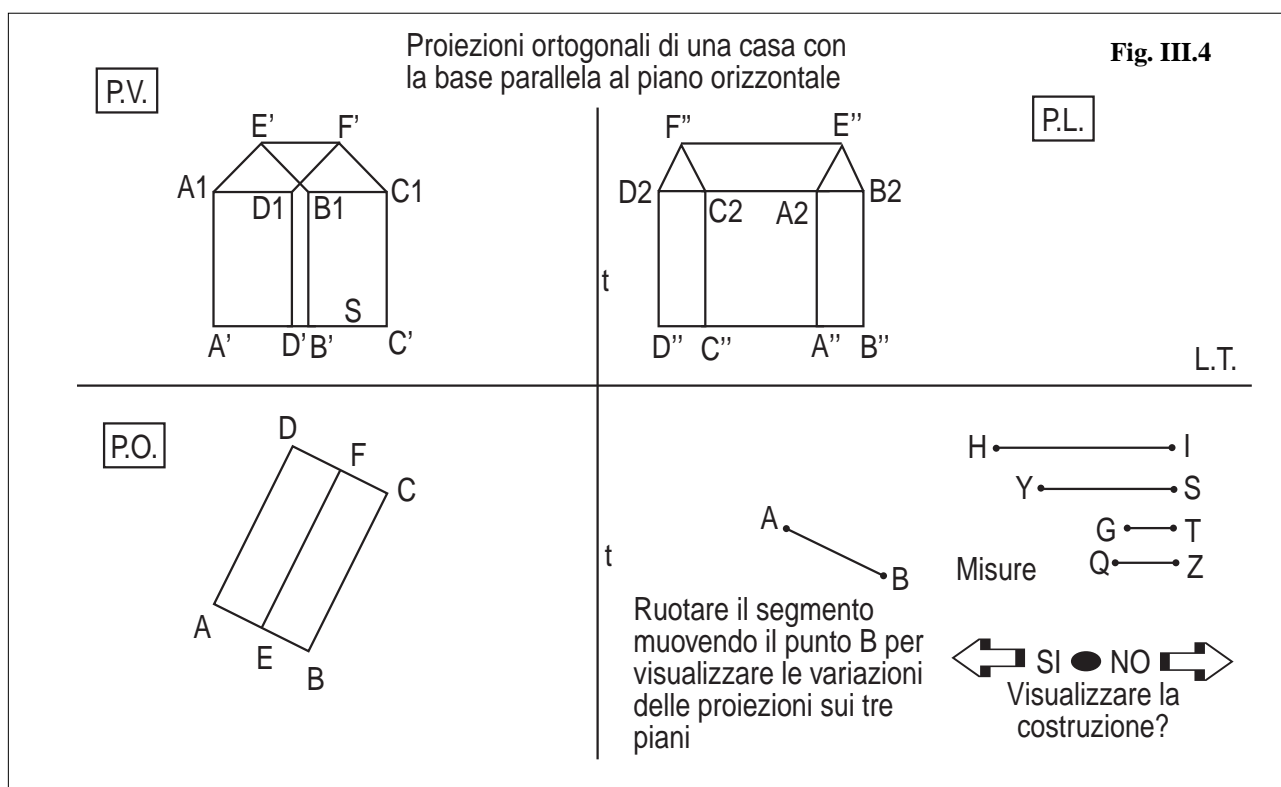 Proiezioni ortogonali di una casa con
la base parallela al piano orizzontale
Fig. III.4
P.V.
P.L.
E' F'
A1 D1 B1 C1
S
A' D' B' C'
t
F'' E''
D2 C2 A2 B2
D'' C'' A'' B''
L.T.
P.O.
D
F
C
A
E
B
t
A
B
H I
Y S
G T
Misure Q Z
Ruotare il segmento
muovendo il punto B per
visualizzare le variazioni
delle proiezioni sui tre
piani
SI NO
Visualizzare la
costruzione?